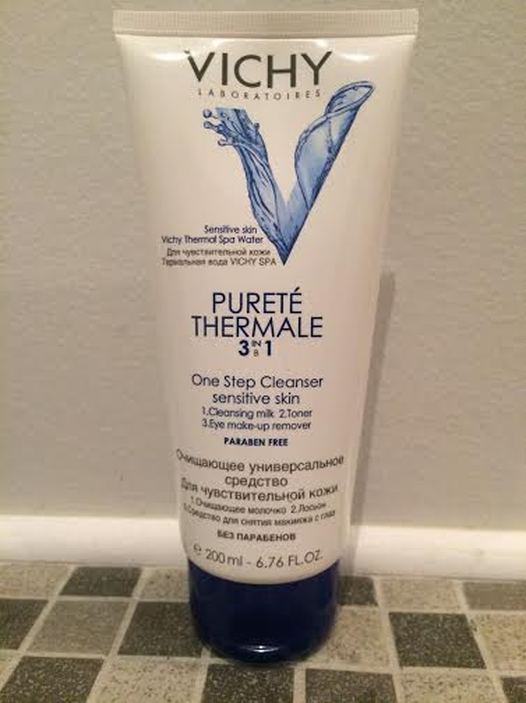 VICHY
LABORATOIRES
Sensitive skin
Vichy Thermal Spa Water
Для чувствительной кожи
Термальная вода VICHY SPA
PURETÉ
THERMALE
3 IN В 1
One Step Cleanser
sensitive skin
1.Cleansing milk 2.Toner
3.Eye make-up remover
PARABEN FREE
Очищающее универсальное
средство
Для чувствительной кожи
1.Очищающее молочко 2.Лосьон
3.Средство для снятия макияжа с глаз
БЕЗ ПАРАБЕНОВ
℮ 200 ml - 6.76 FL.OZ.